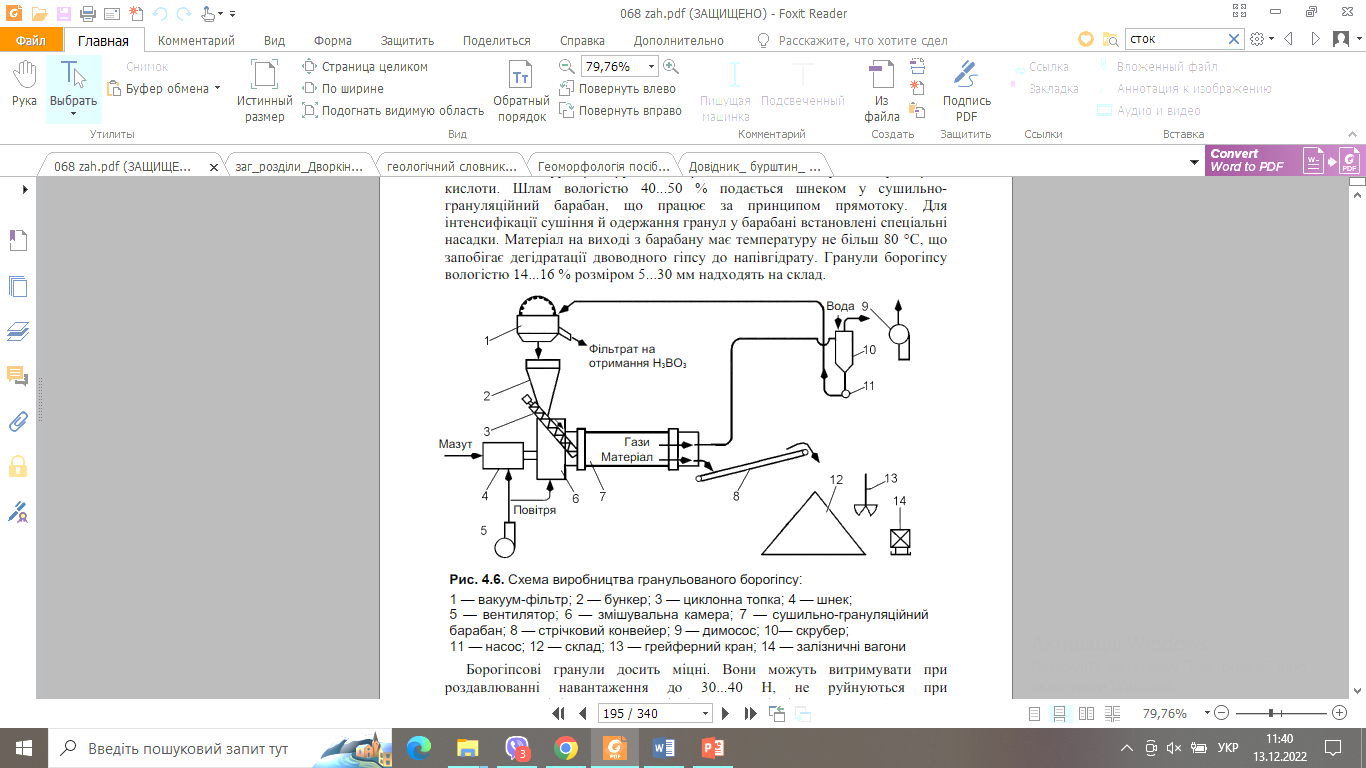 068 zah.pdf (ЗАЩИЩЕНО) - Foxit Reader
Файл Главная Комментарий Вид Форма Защитить Поделиться Справка Дополнительно Расскажите, что хотите сдел сток
Рука
Выбрать
Снимок
Буфер обмена
Утилиты
Истинный размер
Страница целиком
По ширине
Подогнать видимую область
Обратный порядок
79,76%
Повернуть влево
Повернуть вправо
Вид
Пишущая машинка
Подсвеченный
Комментарий
Из файла
Создать
Подпись PDF
Защитить
Ссылка
Закладка
Ссылки
Вложенный файл
Аннотация к изображению
Аудио и видео
Вставка
068 zah.pdf (ЗАЩИЩЕ... заг_розділи_Дворкін... геологічний словник... Геоморфологія посіб... Довідник_ бурштин_ ...
Convert
Word to PDF
кислоти. Шлам вологістю 40...50 % подається шнеком у сушильно-
грануляційний барабан, що працює за принципом прямотоку. Для
інтенсифікації сушіння й одержання гранул у барабані встановлені спеціальні
насадки. Матеріал на виході з барабану має температуру не більш 80 °С, що
запобігає дегідратації двоводного гіпсу до напівгідрату. Гранули борогіпсу
вологістю 14...16 % розміром 5...30 мм надходять на склад.
Вода 9
1
Фільтрат на
отримання H₃BO₃
10
2
11
3
Мазут
Гази
Матеріал
4 6 7 8 12 13
14
Повітря
5
Рис. 4.6. Схема виробництва гранульованого борогіпсу:
1 — вакуум-фільтр; 2 — бункер; 3 — циклонна топка; 4 — шнек;
5 — вентилятор; 6 — змішувальна камера; 7 — сушильно-грануляційний
барабан; 8 — стрічковий конвейєр; 9 — димосос; 10— скрубер;
11 — насос; 12 — склад; 13 — грейферний кран; 14 — залізничні вагони
Борогіпсові гранули досить міцні. Вони можуть витримувати при
роздавлюванні навантаження до 30...40 Н, не руйнуються при
195 / 340
79,76%
Введіть пошуковий запит тут
3
УКР
11:40
13.12.2022